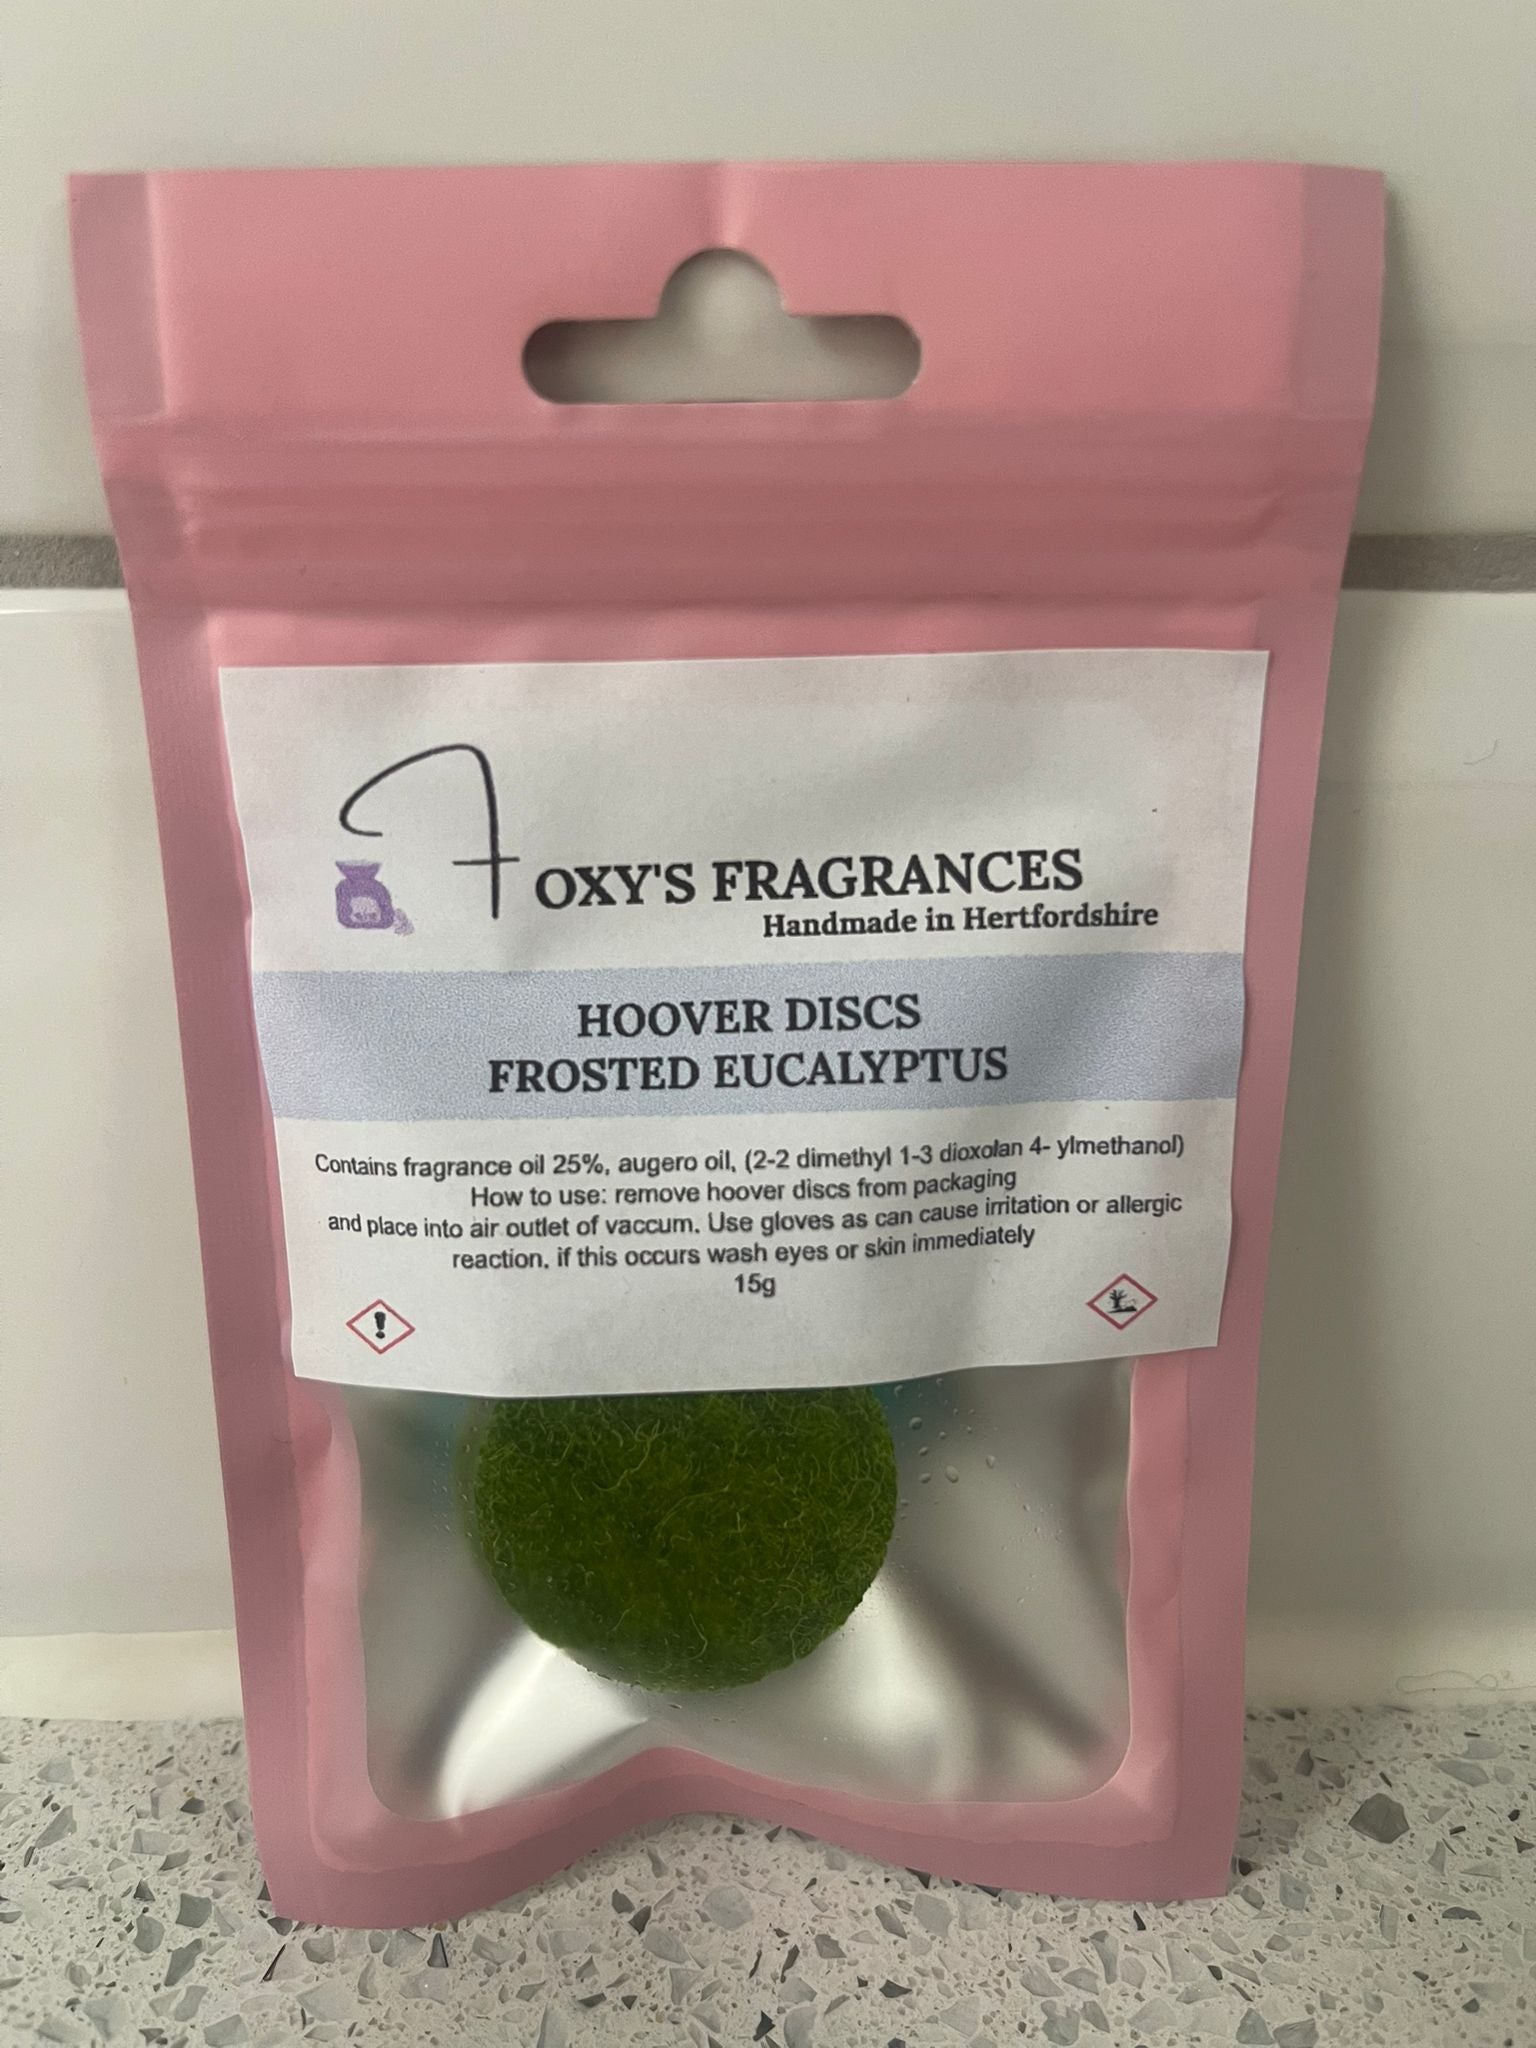 FOXY'S FRAGRANCES
Handmade in Hertfordshire
HOOVER DISCS
FROSTED EUCALYPTUS
Contains fragrance oil 25%, augero oil, (2-2 dimethyl 1-3 dioxolan 4- ylmethanol)
How to use: remove hoover discs from packaging
and place into air outlet of vaccum. Use gloves as can cause irritation or allergic
reaction, if this occurs wash eyes or skin immediately
15g